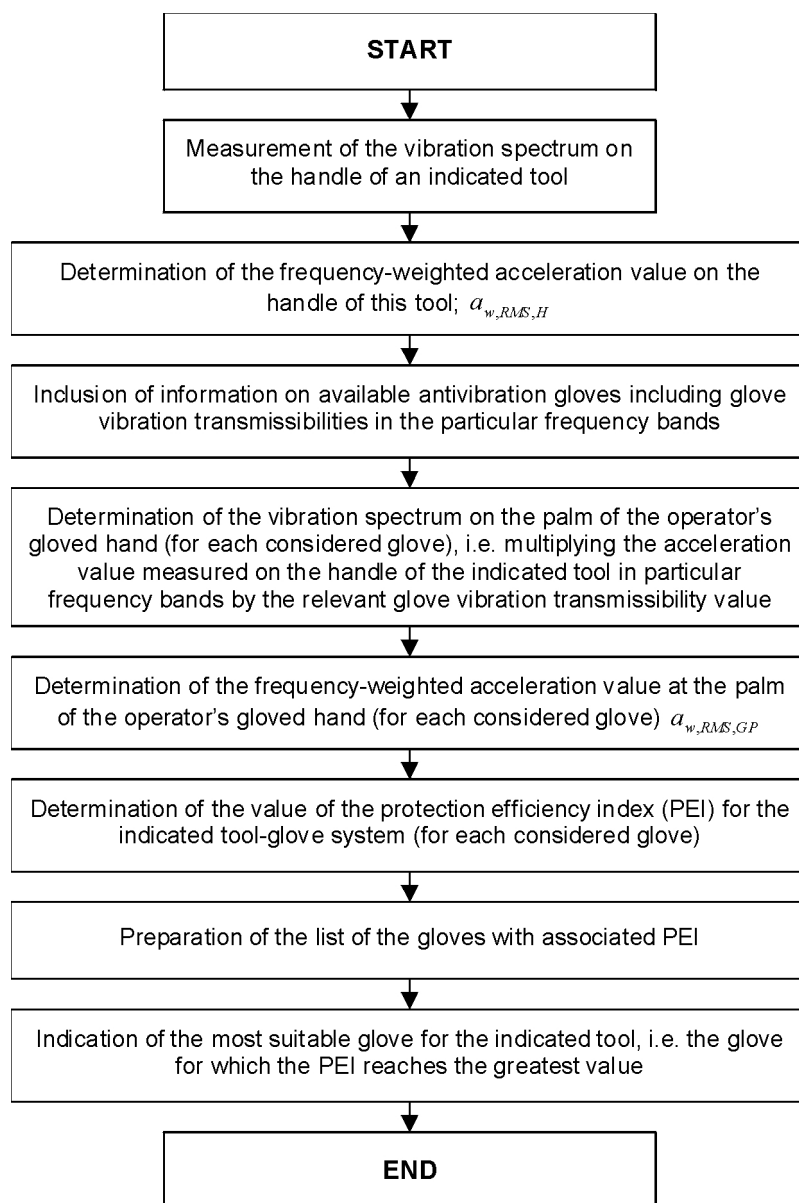 START
Measurement of the vibration spectrum on
the handle of an indicated tool
Determination of the frequency-weighted acceleration value on the
handle of this tool; a_{w,RMS,H}
Inclusion of information on available antivibration gloves including glove
vibration transmissibilities in the particular frequency bands
Determination of the vibration spectrum on the palm of the operator's
gloved hand (for each considered glove), i.e. multiplying the acceleration
value measured on the handle of the indicated tool in particular
frequency bands by the relevant glove vibration transmissibility value
Determination of the frequency-weighted acceleration value at the palm
of the operator's gloved hand (for each considered glove) a_{w,RMS,GP}
Determination of the value of the protection efficiency index (PEI) for the
indicated tool-glove system (for each considered glove)
Preparation of the list of the gloves with associated PEI
Indication of the most suitable glove for the indicated tool, i.e. the glove
for which the PEI reaches the greatest value
END